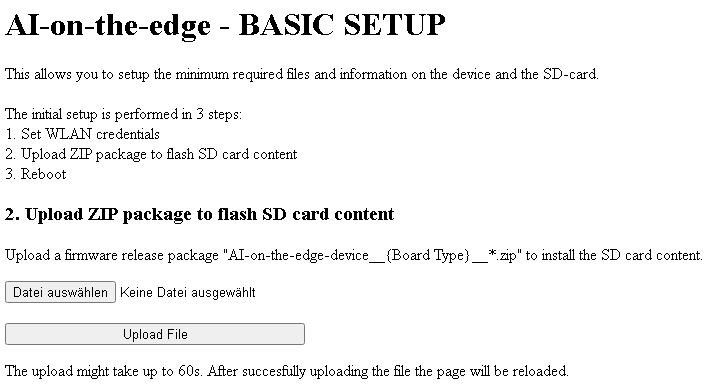 AI-on-the-edge - BASIC SETUP
This allows you to setup the minimum required files and information on the device and the SD-card.
The initial setup is performed in 3 steps:
1. Set WLAN credentials
2. Upload ZIP package to flash SD card content
3. Reboot
2. Upload ZIP package to flash SD card content
Upload a firmware release package "AI-on-the-edge-device__{Board Type}__*.zip" to install the SD card content.
Datei auswählen Keine Datei ausgewählt
Upload File
The upload might take up to 60s. After succesfully uploading the file the page will be reloaded.